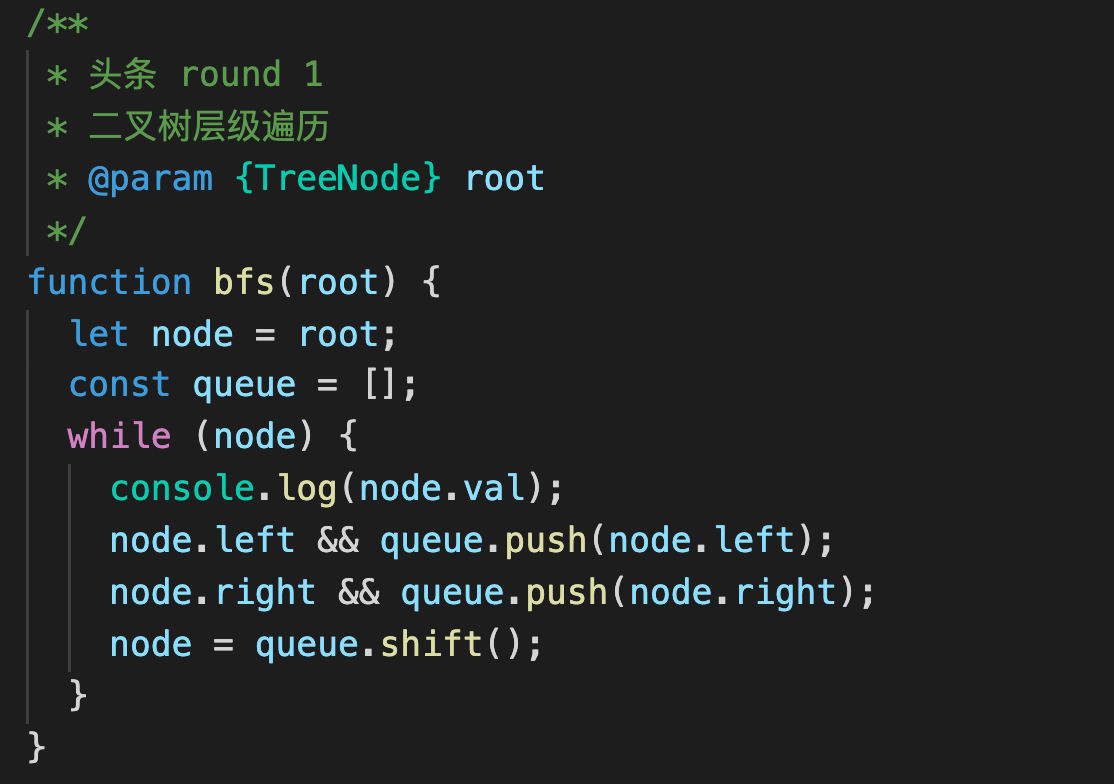 /**
 * 头条 round 1
 * 二叉树层级遍历
 * @param {TreeNode} root
 */
function bfs(root) {
  let node = root;
  const queue = [];
  while (node) {
    console.log(node.val);
    node.left && queue.push(node.left);
    node.right && queue.push(node.right);
    node = queue.shift();
  }
}